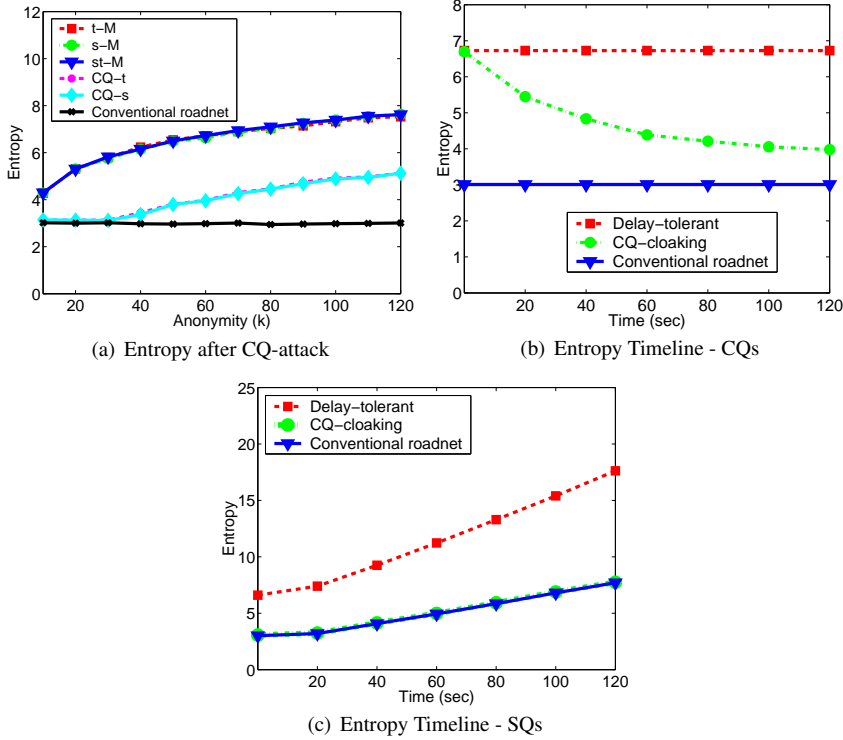 12
10
8
6
4
2
0
Entropy
t−M
s−M
st−M
CQ−t
CQ−s
Conventional roadnet
20 40 60 80 100 120
Anonymity (k)
(a) Entropy after CQ-attack
8
7
6
5
4
3
2
1
0
Entropy
Delay−tolerant
CQ−cloaking
Conventional roadnet
20 40 60 80 100 120
Time (sec)
(b) Entropy Timeline - CQs
25
20
15
10
5
0
Entropy
Delay−tolerant
CQ−cloaking
Conventional roadnet
20 40 60 80 100 120
Time (sec)
(c) Entropy Timeline - SQs